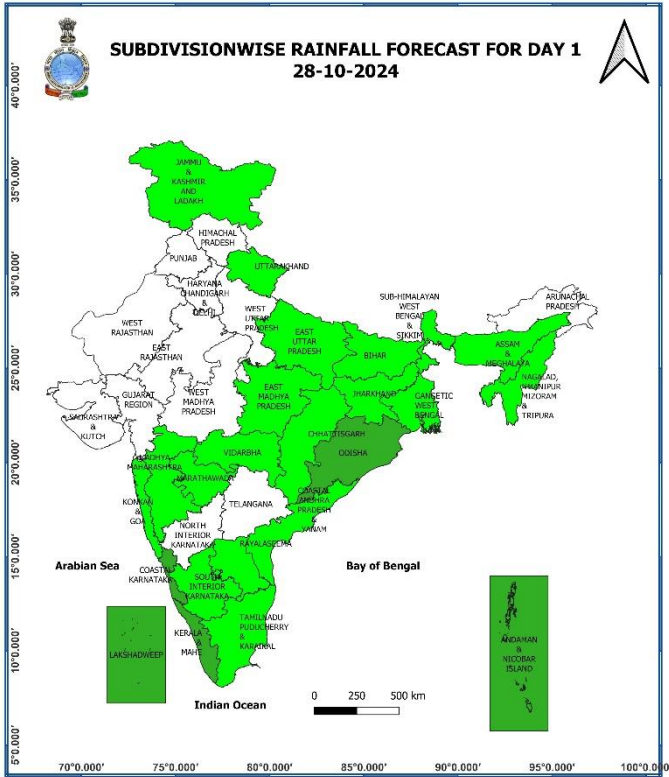 SUBDIVISIONWISE RAINFALL FORECAST FOR DAY 1
28-10-2024
40°0.000'
35°0.000'
30°0.000'
25°0.000'
20°0.000'
15°0.000'
10°0.000'
5°0.000'
JAMMU
&
KASHMIR
AND
LADAKH
HIMACHAL
PRADESH
PUNJAB
UTTARAKHAND
HARYANA
CHANDIGARH
&
DELHI
WEST
UTTAR
PRADESH
SUB-HIMALAYAN
WEST
BENGAL
&
SIKKIM
ARUNACHAL
PRADESH
WEST
RAJASTHAN
EAST
RAJASTHAN
EAST
UTTAR
PRADESH
BIHAR
ASSAM
&
MEGHALAYA
NAGALAD,
MIZORAM
&
TRIPURA
GUJARAT
REGION
WEST
MADHYA
PRADESH
EAST
MADHYA
PRADESH
JHARKHAND
GANGETIC
WEST
BENGAL
SAURASHTRA
&
KUTCH
CHHATTISGARH
ODISHA
MADHYA
MAHARASHTRA
VIDARBHA
MARATHAWADA
KONKAN
&
GOA
TELANGANA
COASTAL
ANDHRA
PRADESH
&
YANAM
NORTH
INTERIOR
KARNATAKA
RAYALASEEMA
Arabian Sea
Bay of Bengal
COASTAL
KARNATAKA
SOUTH
INTERIOR
KARNATAKA
TAMILNADU
PUDUCHERRY
&
KARAIKAL
KERALA
&
MAHE
LAKSHADWEEP
ANDAMAN
&
NICOBAR
ISLAND
Indian Ocean
0 250 500 km
70°0.000' 75°0.000' 80°0.000' 85°0.000' 90°0.000' 95°0.000' 100°0.000'